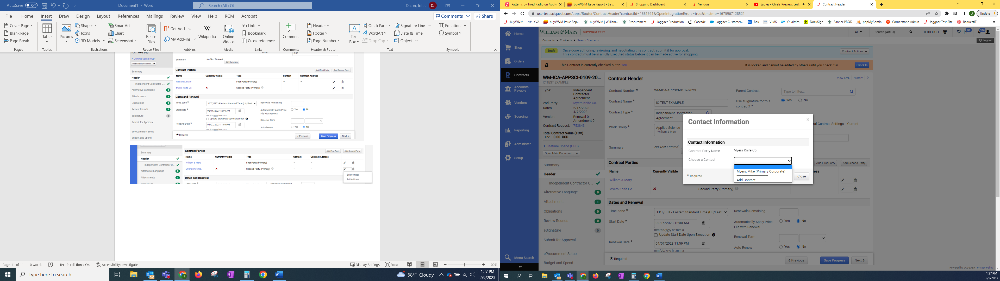 AutoSave Off Document1 - Word Search (Alt+Q) Dixon, John DJ
File Home Insert Draw Design Layout References Mailings Review View Help RCM Acrobat Comments Share
Cover Page
Blank Page
Page Break
Pages
Table
Tables
Pictures
Shapes
Icons
3D Models
SmartArt
Chart
Screenshot
Illustrations
Reuse Files
Reuse Files
Get Add-ins
My Add-ins
Wikipedia
Add-ins
Online Videos
Media
Link
Bookmark
Cross-reference
Links
Comment
Comments
Header
Footer
Page Number
Header & Footer
Text Box
Quick Parts
WordArt
Drop Cap
Signature Line
Date & Time
Object
Text
Equation
Symbol
Symbols
TCV: 0.00 USD
Lifetime Spend (USD)
Open Main Document
Summary
Header
Independent Contractor Q...
Alternative Language 0
Attachments 1
Obligations 0
Review Rounds 0
eSignature 0
Submit for Approval
eProcurement Setup
Budget and Spend
Value 0.00
Summary No Text Entered Edit Summary
Contract Parties Add First Party Add Second Party
Name Currently Visible Type Contact Contract Address
William & Mary First Party (Primary) – –
Myers Knife Co. Second Party (Primary) – –
Dates and Renewal
Time Zone * EDT/EST - Eastern Standard Time (US/East Renewals Remaining
Start Date * 02/16/2023 12:00 AM Automatically Apply Price File with Renewal Yes No
mm/dd/yyyy hh:mm a
Update Start Date Upon Execution
Renewal Term
Renewal Date * 04/07/2023 11:59 PM Auto-Renew Yes No
mm/dd/yyyy hh:mm a
★ Required Previous Save Progress Next
Summary
Header
Independent Contractor Q...
Alternative Language 0
Attachments 1
Contract Parties Add First Party Add Second Party
Name Currently Visible Type Contact Contract Address
William & Mary First Party (Primary) – –
Myers Knife Co. Second Party (Primary) – –
Edit Contact
Edit Address
Dates and Renewal
Page 11 of 11 0 words Text Predictions: On Accessibility: Investigate Display Settings Focus 100%
Type here to search 68°F Cloudy 1:27 PM
2/9/2023
Patterns by Tired Radio on Apple buyW&M Issue Report - Lists Shopping Dashboard Vendors Eagles - Chiefs Preview, Leak Contract Header
usertest.sciquest.com/apps/Router/ContractHeader?contractId=1861921&OpenIntegrationErrors=true&tmstmp=1675967128521 Update
buyW&M eVA buyW&M Issue Rep... buyW&M | William... Procurement Jaggaer Production Cascade Jaggaer Customer... Box VIMS Qualtrics DocuSign Banner PROD phpMyAdmin Cornerstone Admin Jaggaer Test Site RequestIT
WILLIAM & MARY BUYW&M TEST All Search (Alt+Q) 0.00 USD 55 164
Contracts Contracts Search Contracts Logout
Home
Shop
Orders
Contracts
Accounts Payable
Vendors
Sourcing
Reporting
Administer
Setup
Menu Search
Draft Once done authoring, reviewing, and negotiating this contract, submit it for approval. Contract Actions
This contract must be in a Fully Executed status before it can be made active for shopping.
This Contract is currently checked out to You It is locked and cannot be edited by others until you check it in. Check In
WM-ICA-APPSCI-0109-20...
IC TEST EXAMPLE
Type: Independent Contractor Agreement
2nd Party: Myers Knife Co.
Dates: 2/16/2023 - 4/7/2023
Version: Renewal 0, Amendment 0
Contract Request: 753843
Total Contract Value (TCV)
TCV: 0.00 USD
Lifetime Spend (USD)
Open Main Document
Summary
Header
Independent Contractor Q...
Alternative Language 0
Attachments 1
Obligations 0
Review Rounds 0
eSignature 0
Submit for Approval
eProcurement Setup
Budget and Spend
Contract Header View XML History ?
Contract Number * WM-ICA-APPSCI-0109-2023 Parent Contract Type to filter...
Contract Name * IC TEST EXAMPLE Use eSignature for this contract? * Yes No
Contract Type * Independent Contractor Agreement
Work Group * Applied Science
William & Mary
Contract Settings -- Current
Summary No Text Entered
Contact Information ×
Contact Information
Contract Party Name Myers Knife Co.
Choose a Contact
Myers, Mike (Primary Corporate)
Add Contact
* Required Close
Contract Parties Add First Party Add Second Party
Name Currently Visible
William & Mary
Myers Knife Co. Second Party (Primary) – –
Dates and Renewal
Time Zone * EDT/EST - Eastern Standard Time (US/East Renewals Remaining
Start Date * 02/16/2023 12:00 AM Automatically Apply Price File with Renewal Yes No
mm/dd/yyyy hh:mm a
Update Start Date Upon Execution Renewal Term
Renewal Date * 04/07/2023 11:59 PM Auto-Renew Yes No
mm/dd/yyyy hh:mm a
★ Required Previous Save Progress Next
Powered by JAGGAER | Privacy Policy
1:27 PM
2/9/2023